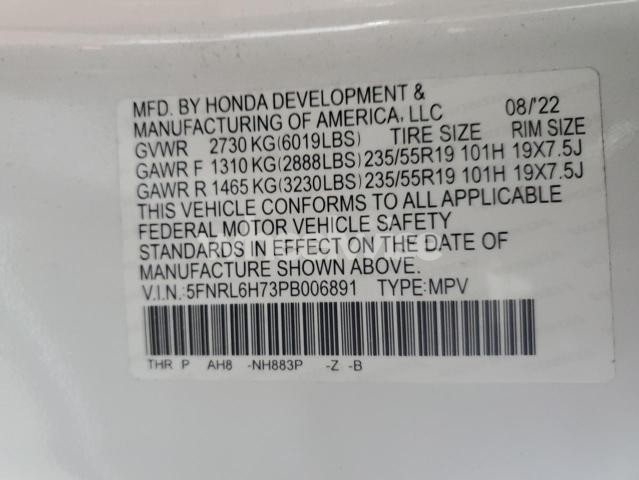 MFD. BY HONDA DEVELOPMENT &
MANUFACTURING OF AMERICA, LLC 08/'22
GVWR 2730 KG(6019LBS) TIRE SIZE RIM SIZE
GAWR F 1310 KG(2888LBS) 235/55R19 101H 19X7.5J
GAWR R 1465 KG(3230LBS) 235/55R19 101H 19X7.5J
THIS VEHICLE CONFORMS TO ALL APPLICABLE
FEDERAL MOTOR VEHICLE SAFETY
STANDARDS IN EFFECT ON THE DATE OF
MANUFACTURE SHOWN ABOVE.
V.I.N.:5FNRL6H73PB006891 TYPE:MPV
THR P AH8 -NH883P -Z -B